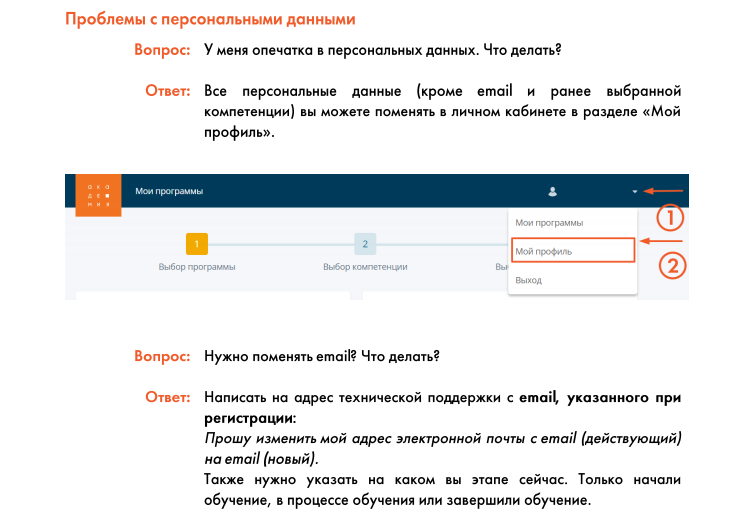 Проблемы с персональными данными
Вопрос: У меня опечатка в персональных данных. Что делать?
Ответ: Все персональные данные (кроме email и ранее выбранной
компетенции) вы можете поменять в личном кабинете в разделе «Мой
профиль».
ака
де
мия
Мои программы
1
Мои программы
1
2
Мой профиль
2
Выбор программы
Выбор компетенции
Вы
Выход
Вопрос: Нужно поменять email? Что делать?
Ответ: Написать на адрес технической поддержки с email, указанного при
регистрации:
Прошу изменить мой адрес электронной почты с email (действующий)
на email (новый).
Также нужно указать на каком вы этапе сейчас. Только начали
обучение, в процессе обучения или завершили обучение.